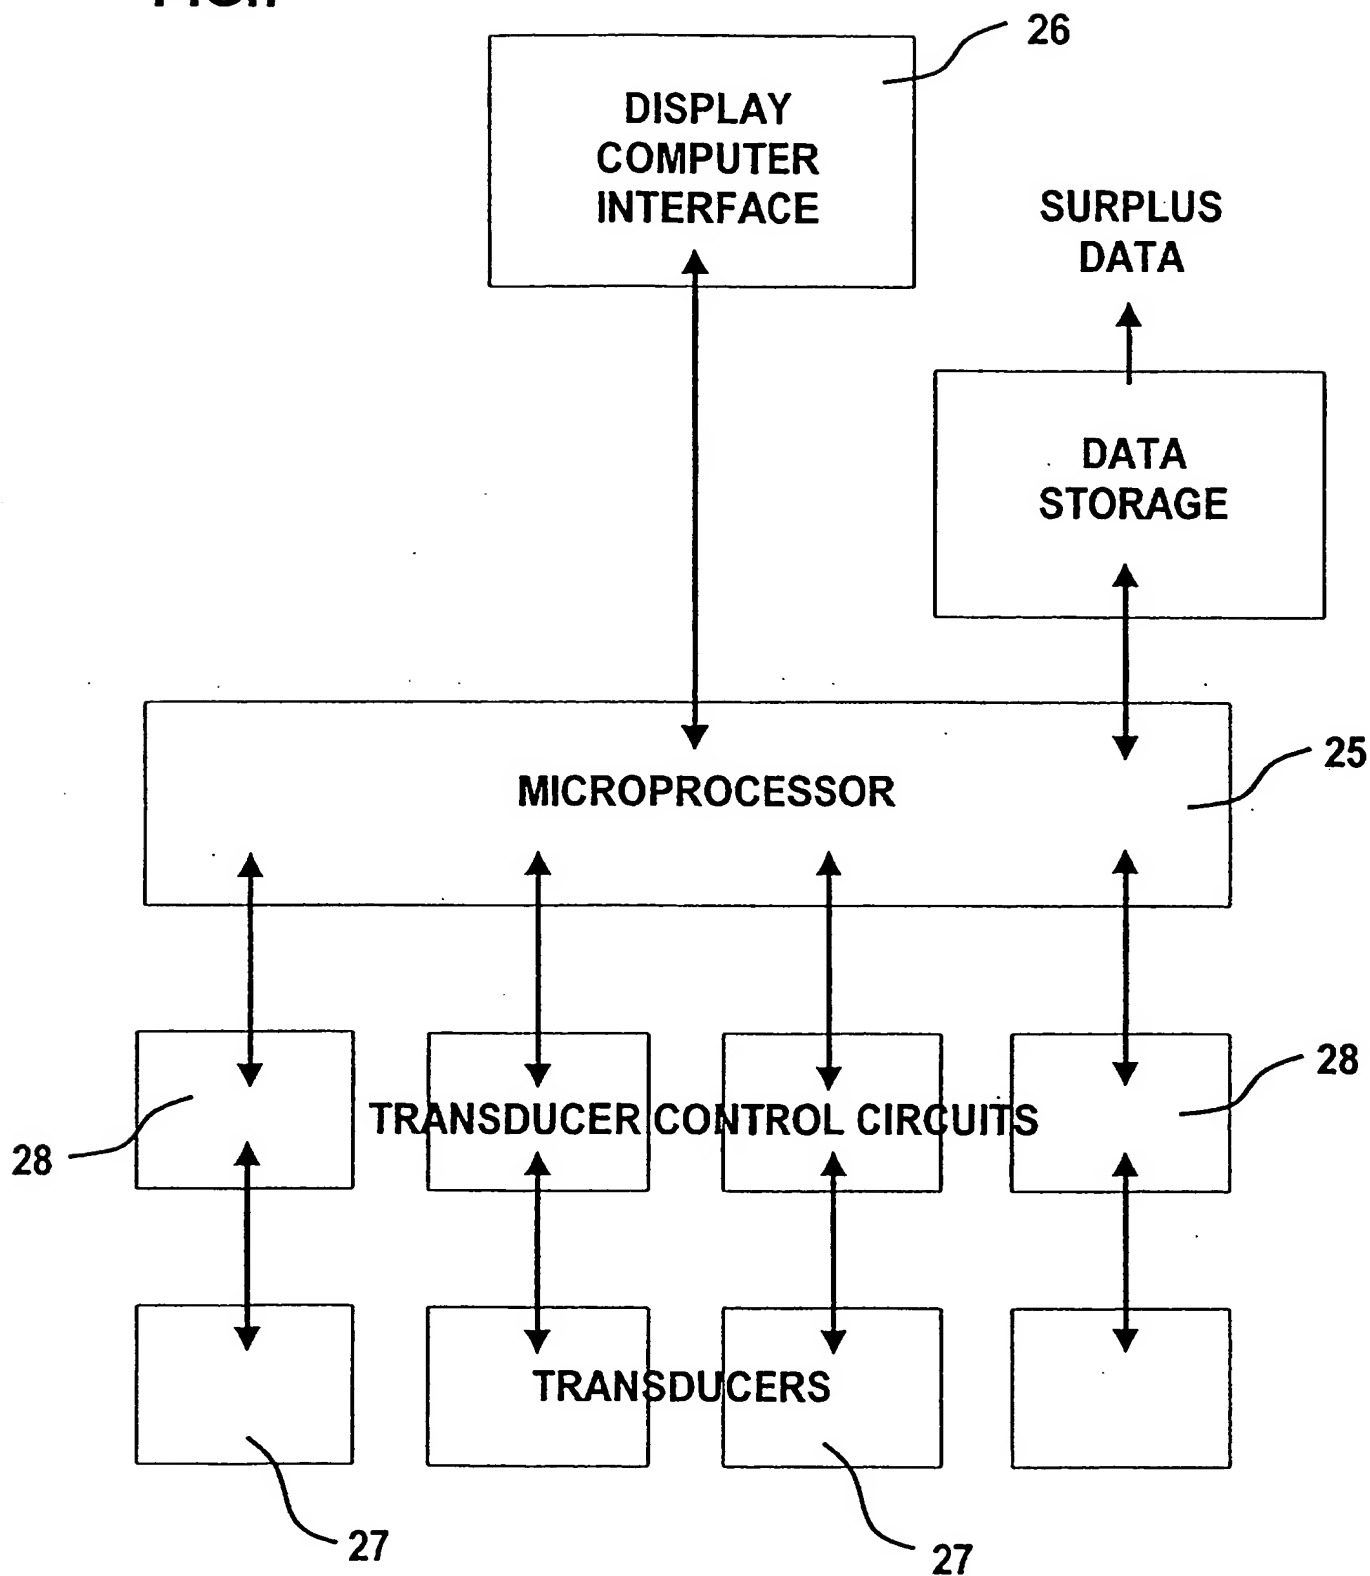 26
DISPLAY
COMPUTER
INTERFACE
SURPLUS
DATA
DATA
STORAGE
25
MICROPROCESSOR
28
TRANSDUCER CONTROL CIRCUITS
28
TRANSDUCERS
27
27